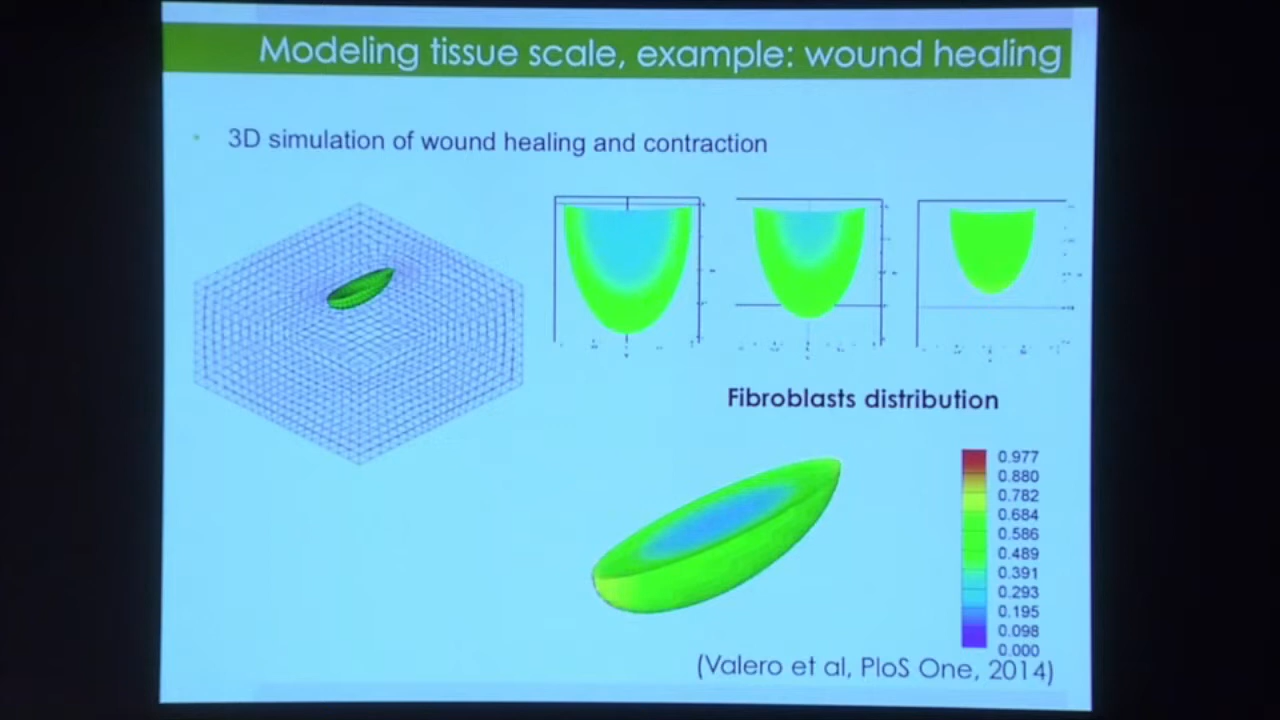 Modeling tissue scale, example: wound healing
• 3D simulation of wound healing and contraction
Fibroblasts distribution
0.977
0.880
0.782
0.684
0.586
0.489
0.391
0.293
0.195
0.098
0.000
(Valero et al, PloS One, 2014)